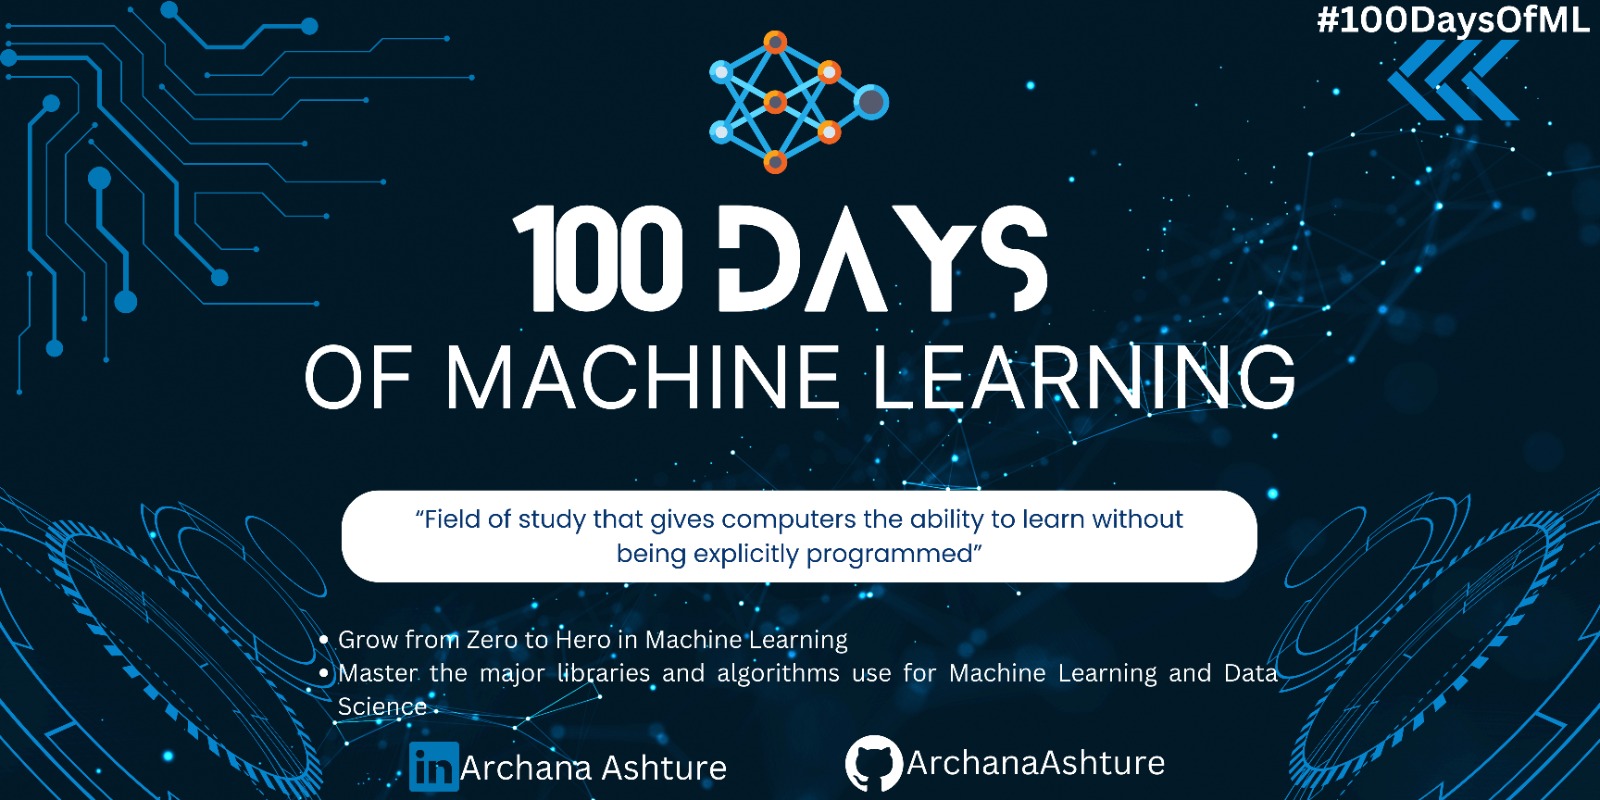 #100DaysOfML
100 DAYS
OF MACHINE LEARNING
“Field of study that gives computers the ability to learn without
being explicitly programmed”
• Grow from Zero to Hero in Machine Learning
• Master the major libraries and algorithms use for Machine Learning and Data
Science
in Archana Ashture
ArchanaAshture